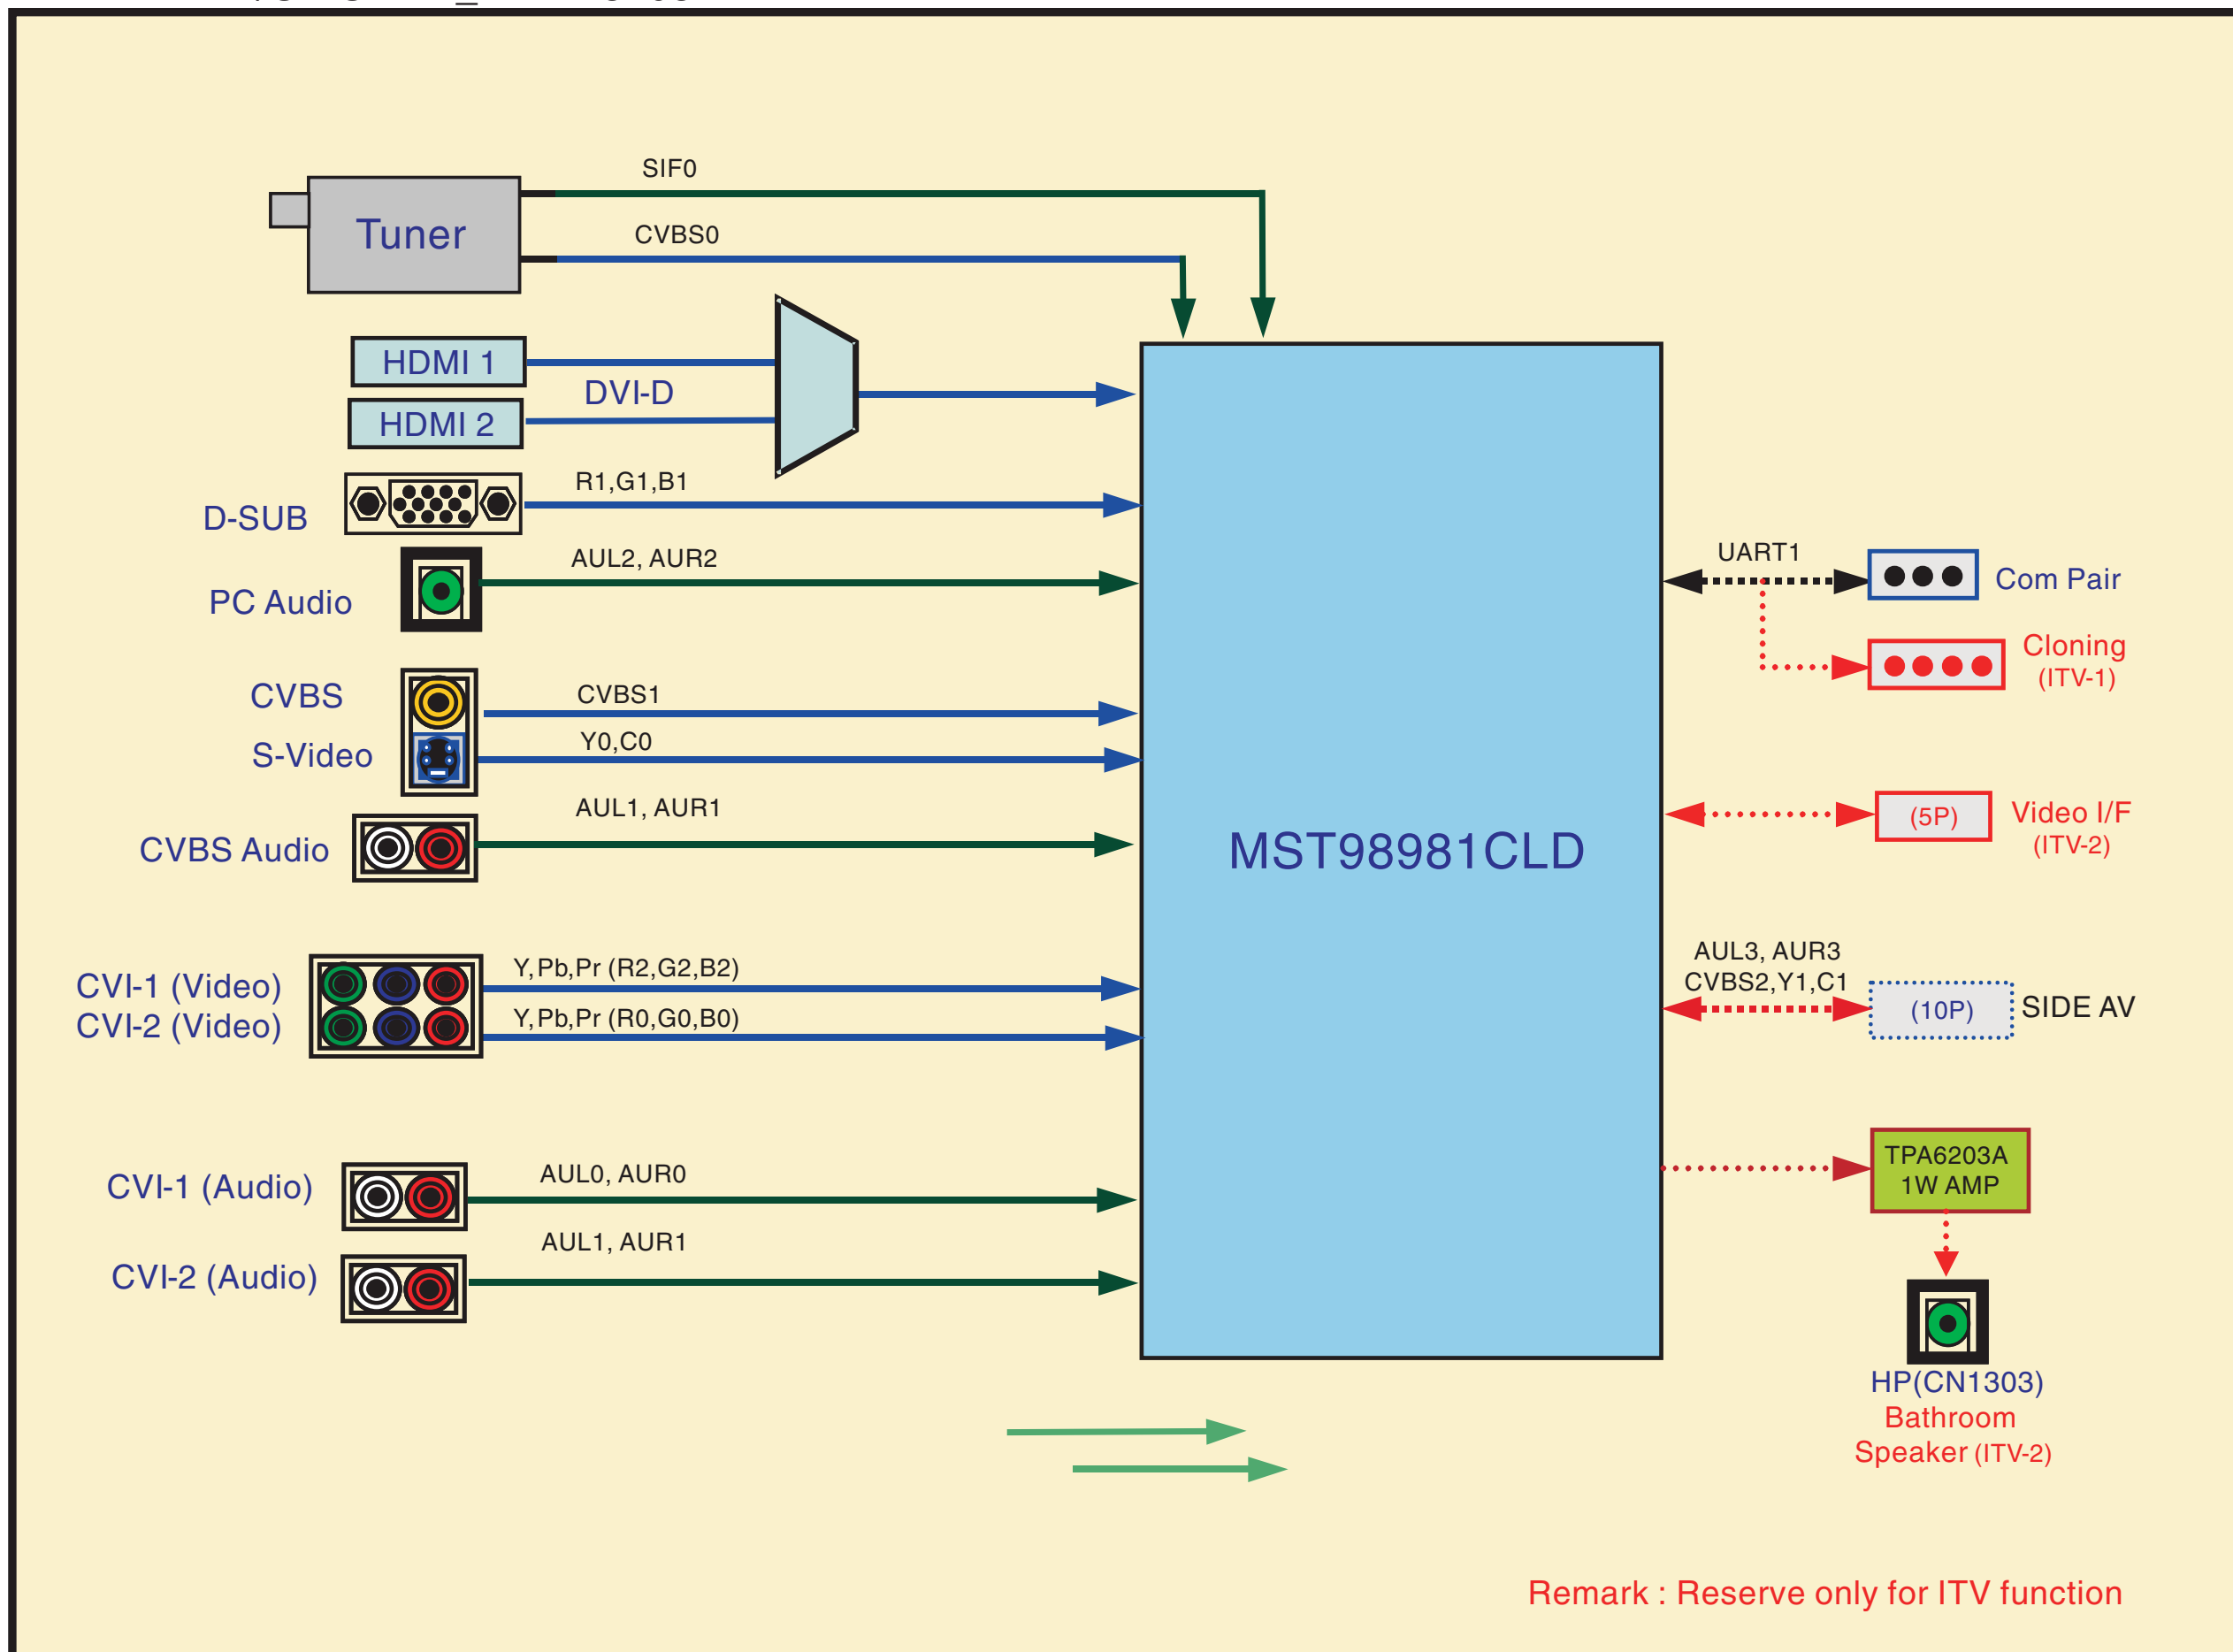 SIF0
Tuner
CVBS0
HDMI 1
DVI-D
HDMI 2
R1,G1,B1
D-SUB
AUL2, AUR2
PC Audio
UART1
Com Pair
Cloning
(ITV-1)
CVBS
CVBS1
S-Video
Y0,C0
AUL1, AUR1
CVBS Audio
MST98981CLD
(5P)
Video I/F
(ITV-2)
CVI-1 (Video)
Y,Pb,Pr (R2,G2,B2)
CVI-2 (Video)
Y,Pb,Pr (R0,G0,B0)
AUL3, AUR3
CVBS2,Y1,C1
(10P)
SIDE AV
CVI-1 (Audio)
AUL0, AUR0
CVI-2 (Audio)
AUL1, AUR1
TPA6203A
1W AMP
HP(CN1303)
Bathroom
Speaker (ITV-2)
Remark : Reserve only for ITV function